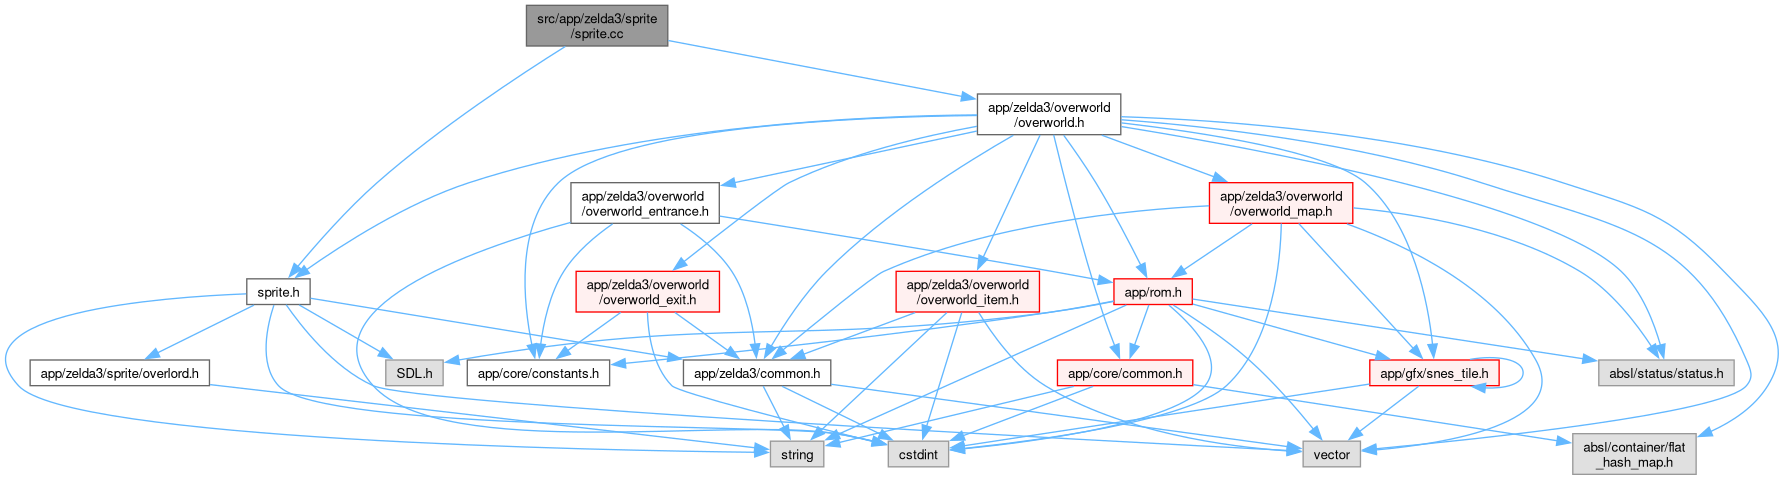 src/app/zelda3/sprite
/sprite.cc
app/zelda3/overworld
/overworld.h
app/zelda3/overworld
/overworld_entrance.h
app/zelda3/overworld
/overworld_map.h
sprite.h
app/zelda3/overworld
/overworld_exit.h
app/zelda3/overworld
/overworld_item.h
app/rom.h
app/zelda3/sprite/overlord.h
SDL.h
app/core/constants.h
app/zelda3/common.h
app/core/common.h
app/gfx/snes_tile.h
absl/status/status.h
string
cstdint
vector
absl/container/flat
_hash_map.h